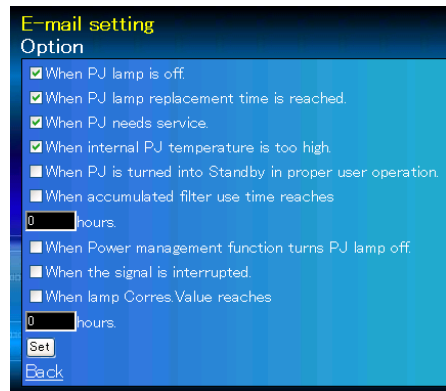 E-mail setting
Option
When PJ lamp is off.
When PJ lamp replacement time is reached.
When PJ needs service.
When internal PJ temperature is too high.
When PJ is turned into Standby in proper user operation.
When accumulated filter use time reaches
0 hours.
When Power management function turns PJ lamp off.
When the signal is interrupted.
When lamp Corres.Value reaches
0 hours.
Set
Back